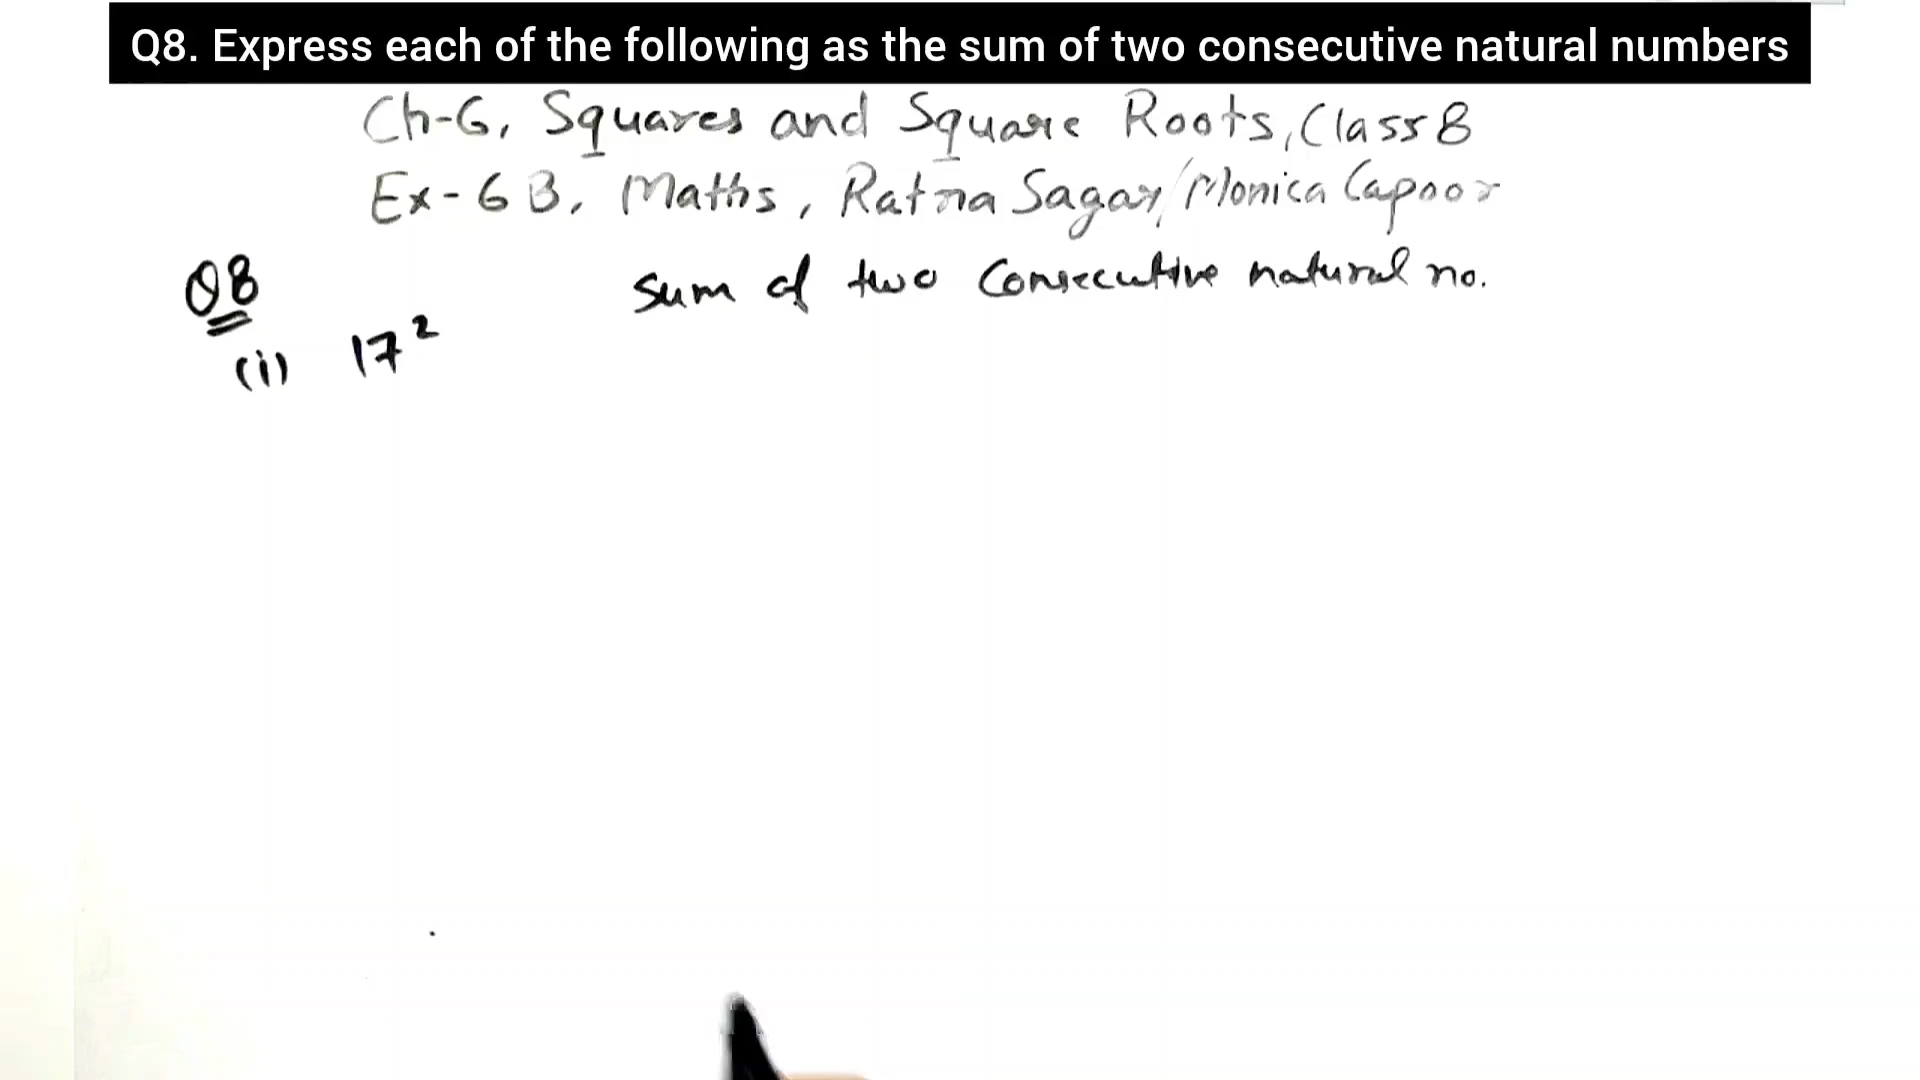 Q8. Express each of the following as the sum of two consecutive natural numbers
Ch-6, Squares and Square Roots, Class 8
Ex-6B, Maths, Ratna Sagar/Monica Capoor
Q8
sum of two Consecutive natural no.
(i) 17²